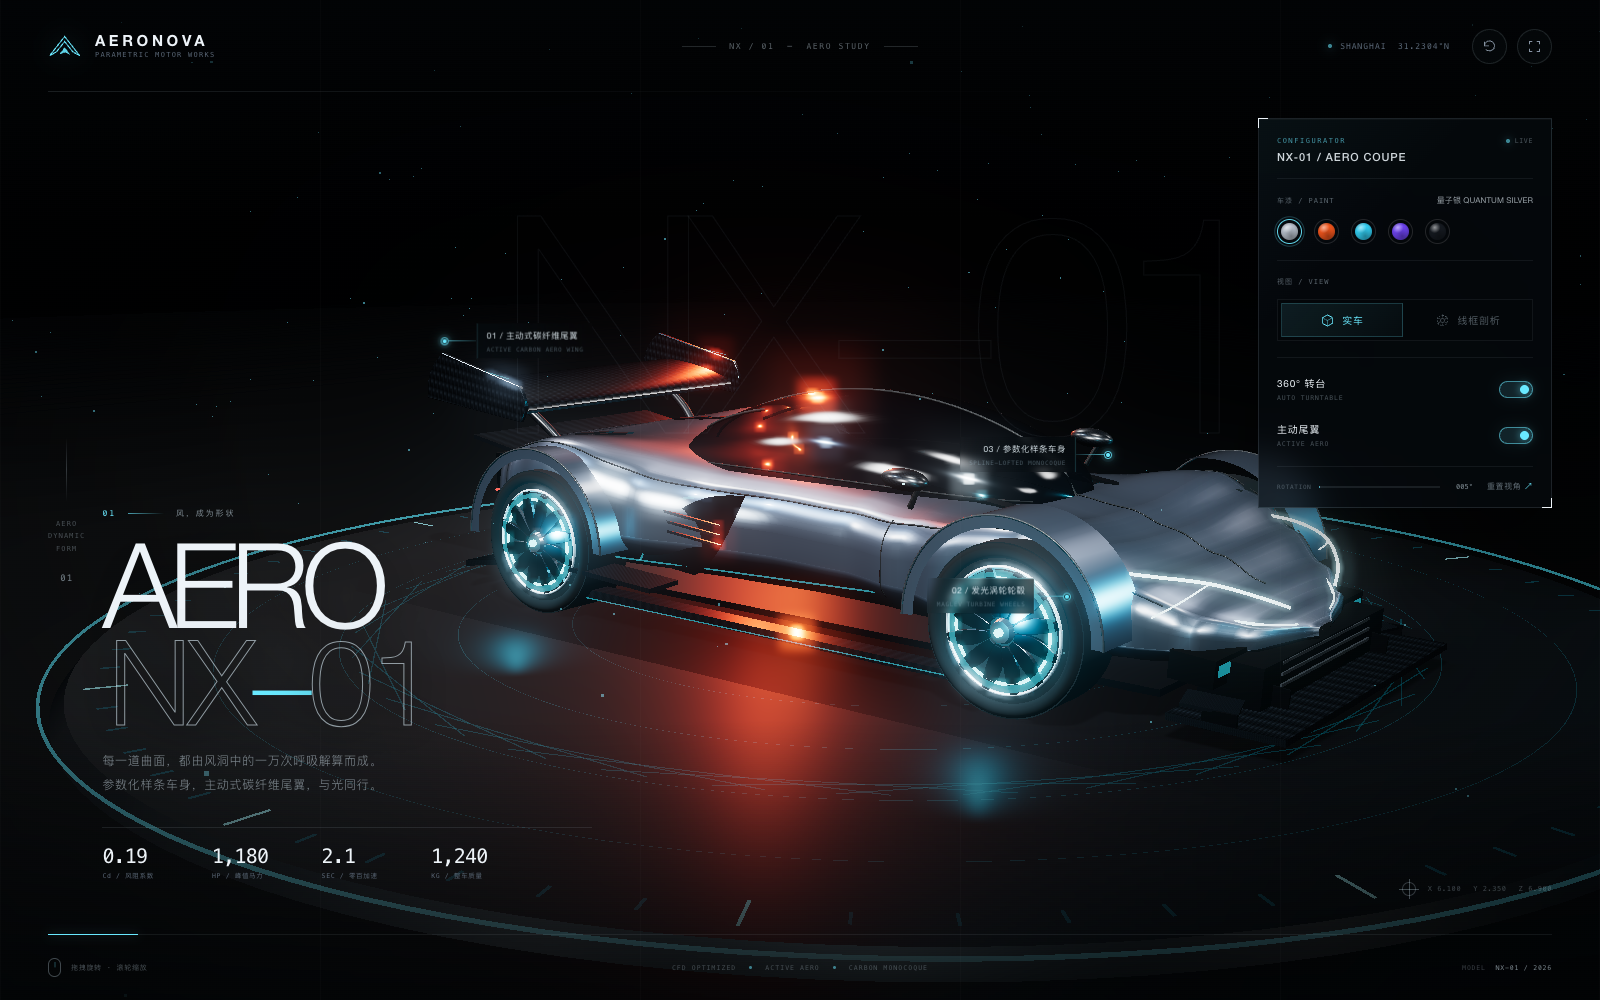 AERONOVA
PARAMETRIC MOTOR WORKS
NX / 01 — AERO STUDY
SHANGHAI 31.2304°N
NX—01
CONFIGURATOR
LIVE
NX-01 / AERO COUPE
车漆 / PAINT
量子银 QUANTUM SILVER
视图 / VIEW
实车
线框剖析
360° 转台
AUTO TURNTABLE
主动尾翼
ACTIVE AERO
ROTATION
005°
重置视角 ↗
01 / 主动式碳纤维尾翼
ACTIVE CARBON AERO WING
03 / 参数化样条车身
SPLINE-LOFTED MONOCOQUE
02 / 发光涡轮轮毂
TURBINE WHEELS
AERO
DYNAMIC
FORM
01
01 风，成为形状
AERO
NX—01
每一道曲面，都由风洞中的一万次呼吸解算而成。
参数化样条车身，主动式碳纤维尾翼，与光同行。
0.19
Cd / 风阻系数
1,180
HP / 峰值马力
2.1
SEC / 零百加速
1,240
KG / 整车质量
X 6.100 Y 2.350 Z 6.900
拖拽旋转 · 滚轮缩放
CFD OPTIMIZED • ACTIVE AERO • CARBON MONOCOQUE
MODEL NX-01 / 2026